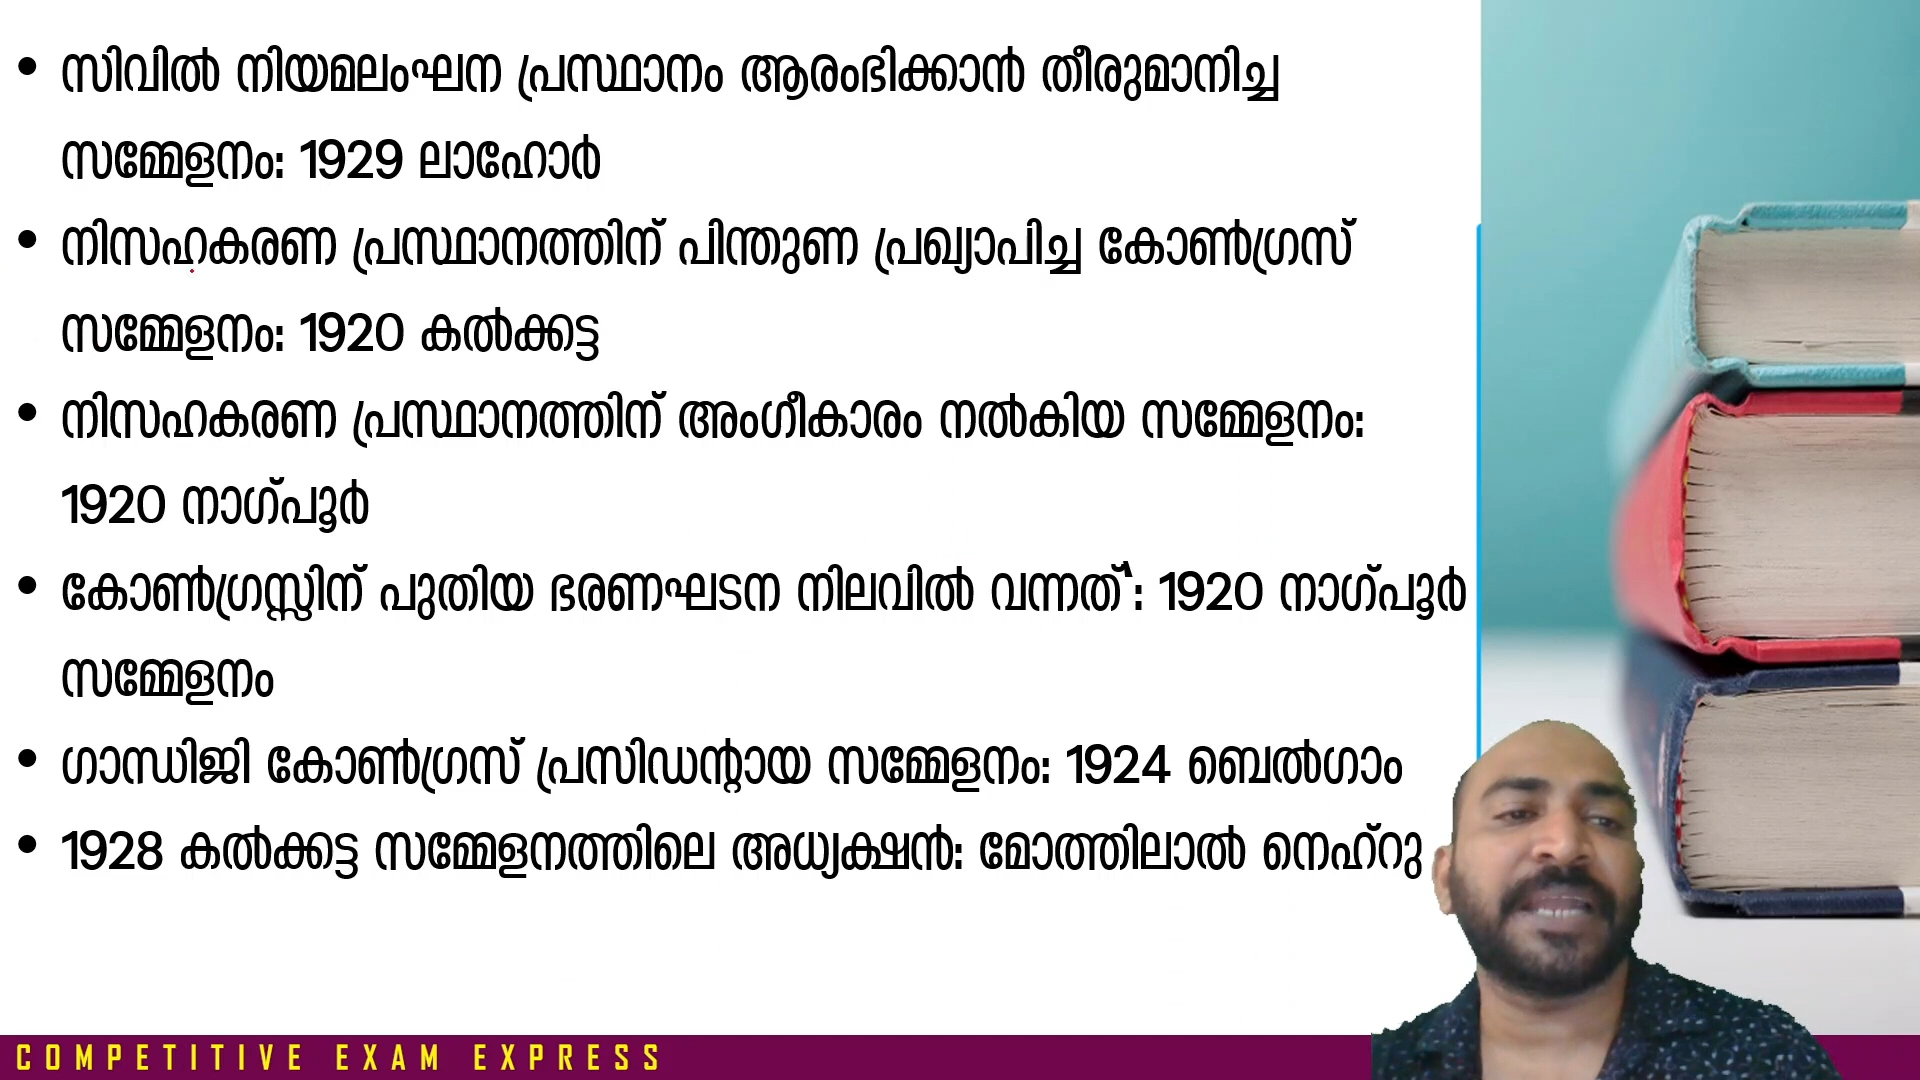 • സിവിൽ നിയമലംഘന പ്രസ്ഥാനം ആരംഭിക്കാൻ തീരുമാനിച്ച
സമ്മേളനം: 1929 ലാഹോർ
• നിസഹകരണ പ്രസ്ഥാനത്തിന് പിന്തുണ പ്രഖ്യാപിച്ച കോൺഗ്രസ്
സമ്മേളനം: 1920 കൽക്കട്ട
• നിസഹകരണ പ്രസ്ഥാനത്തിന് അംഗീകാരം നൽകിയ സമ്മേളനം:
1920 നാഗ്പൂർ
• കോൺഗ്രസ്സിന് പുതിയ ഭരണഘടന നിലവിൽ വന്നത്': 1920 നാഗ്പൂർ
സമ്മേളനം
• ഗാന്ധിജി കോൺഗ്രസ് പ്രസിഡന്റായ സമ്മേളനം: 1924 ബെൽഗാം
• 1928 കൽക്കട്ട സമ്മേളനത്തിലെ അധ്യക്ഷൻ: മോത്തിലാൽ നെഹ്റു
COMPETITIVE EXAM EXPRESS